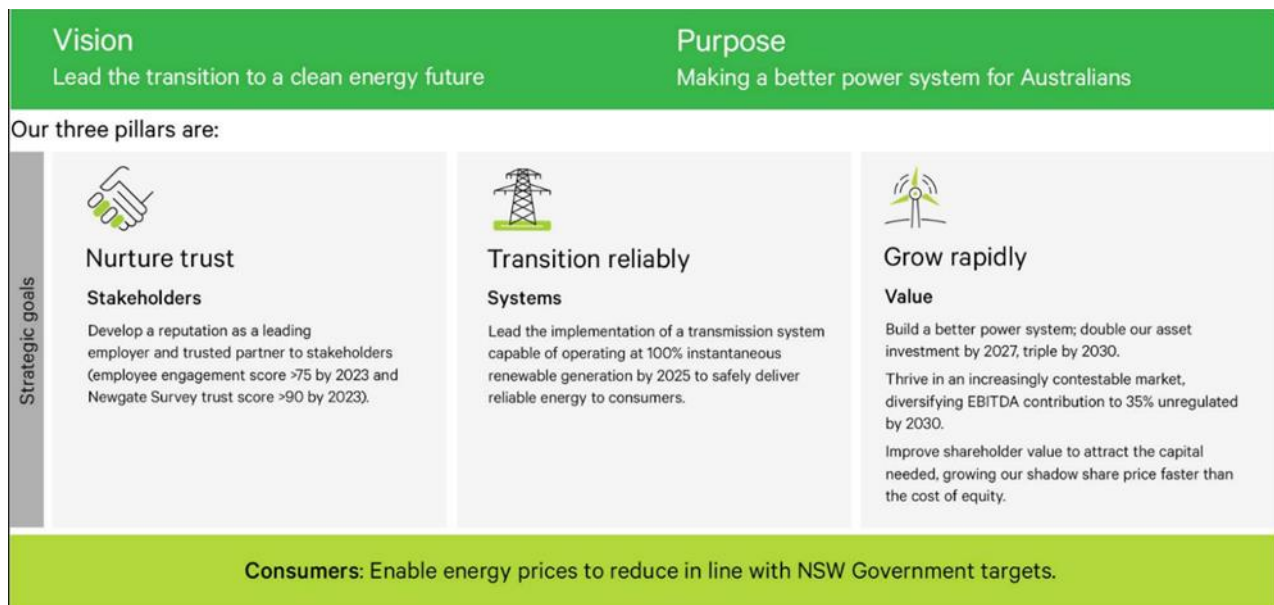 Vision
Lead the transition to a clean energy future
Purpose
Making a better power system for Australians
Our three pillars are:
Strategic goals
Nurture trust
Stakeholders
Develop a reputation as a leading
employer and trusted partner to stakeholders
(employee engagement score >75 by 2023 and
Newgate Survey trust score >90 by 2023).
Transition reliably
Systems
Lead the implementation of a transmission system
capable of operating at 100% instantaneous
renewable generation by 2025 to safely deliver
reliable energy to consumers.
Grow rapidly
Value
Build a better power system; double our asset
investment by 2027, triple by 2030.
Thrive in an increasingly contestable market,
diversifying EBITDA contribution to 35% unregulated
by 2030.
Improve shareholder value to attract the capital
needed, growing our shadow share price faster than
the cost of equity.
Consumers: Enable energy prices to reduce in line with NSW Government targets.